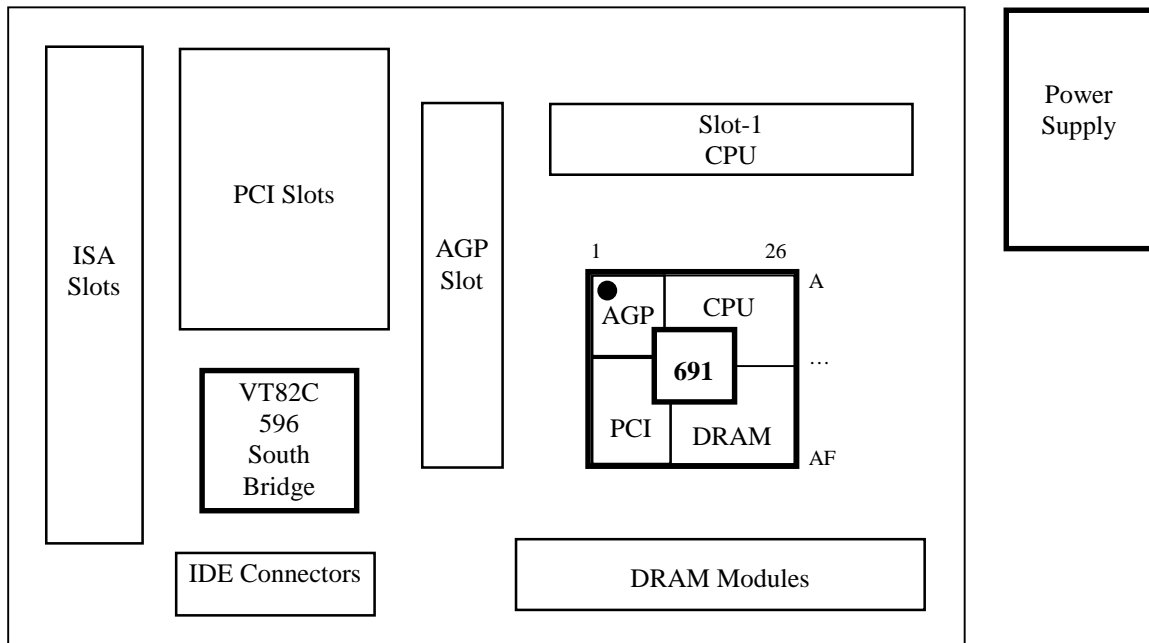 ISA
Slots
PCI Slots
AGP
Slot
Slot-1
CPU
Power
Supply
1
26
A
…
AF
AGP
CPU
691
PCI
DRAM
VT82C
596
South
Bridge
IDE Connectors
DRAM Modules